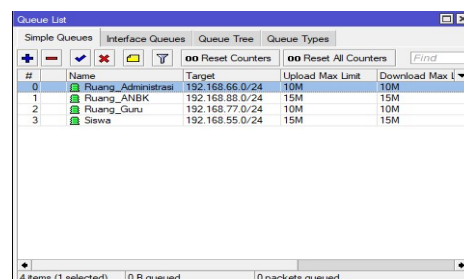 Queue List
Simple Queues Interface Queues Queue Tree Queue Types
00 Reset Counters 00 Reset All Counters Find
# Name Target Upload Max Limit Download Max L
0 Ruang_Administrasi 192.168.66.0/24 10M 10M
1 Ruang_ANBK 192.168.88.0/24 15M 15M
2 Ruang_Guru 192.168.77.0/24 10M 10M
3 Siswa 192.168.55.0/24 15M 15M
4 items (1 selected) 0 B queued 0 packets queued